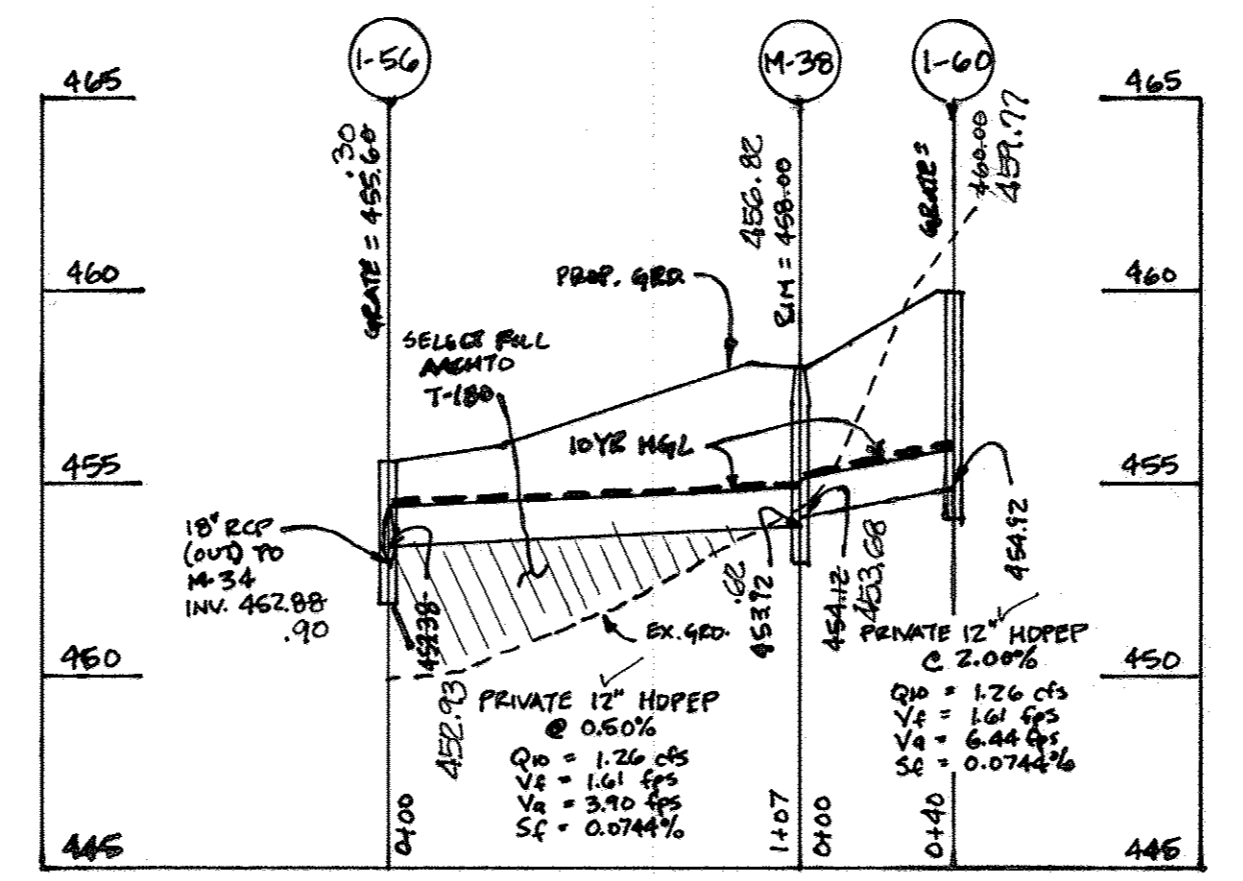 I-56
M-38
I-60
465
465
.30
GRATE = 455.60
456.82
RIM = 458.00
GRATE =
460.00
459.77
460
460
PROP. GRD.
SELECT FILL
AASHTO
T-180
10YR HGL
455
455
18" RCP
(OUT) TO
M-34
INV. 452.88
.90
452.38
452.93
EX. GRD.
.62
453.92
454.12
453.68
454.92
450
450
PRIVATE 12" HDPEP
@ 0.50%
Q10 = 1.26 cfs
Vf = 1.61 fps
Va = 3.90 fps
Sf = 0.0744%
PRIVATE 12" HDPEP
@ 2.00%
Q10 = 1.26 cfs
Vf = 1.61 fps
Va = 6.44 fps
Sf = 0.0744%
0+00
1+07
0+00
0+40
445
445